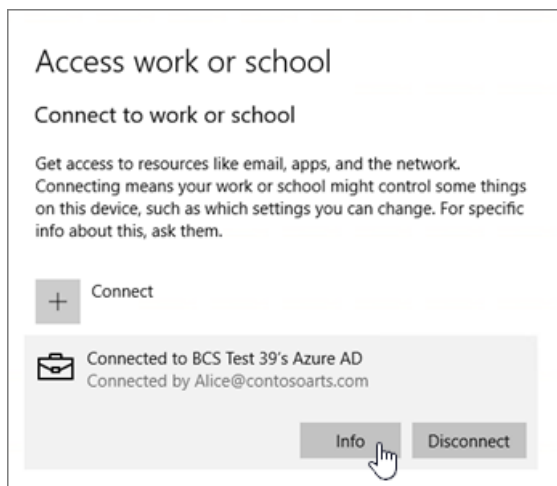 Access work or school
Connect to work or school
Get access to resources like email, apps, and the network.
Connecting means your work or school might control some things
on this device, such as which settings you can change. For specific
info about this, ask them.
Connect
Connected to BCS Test 39's Azure AD
Connected by Alice@contosoarts.com
Info
Disconnect